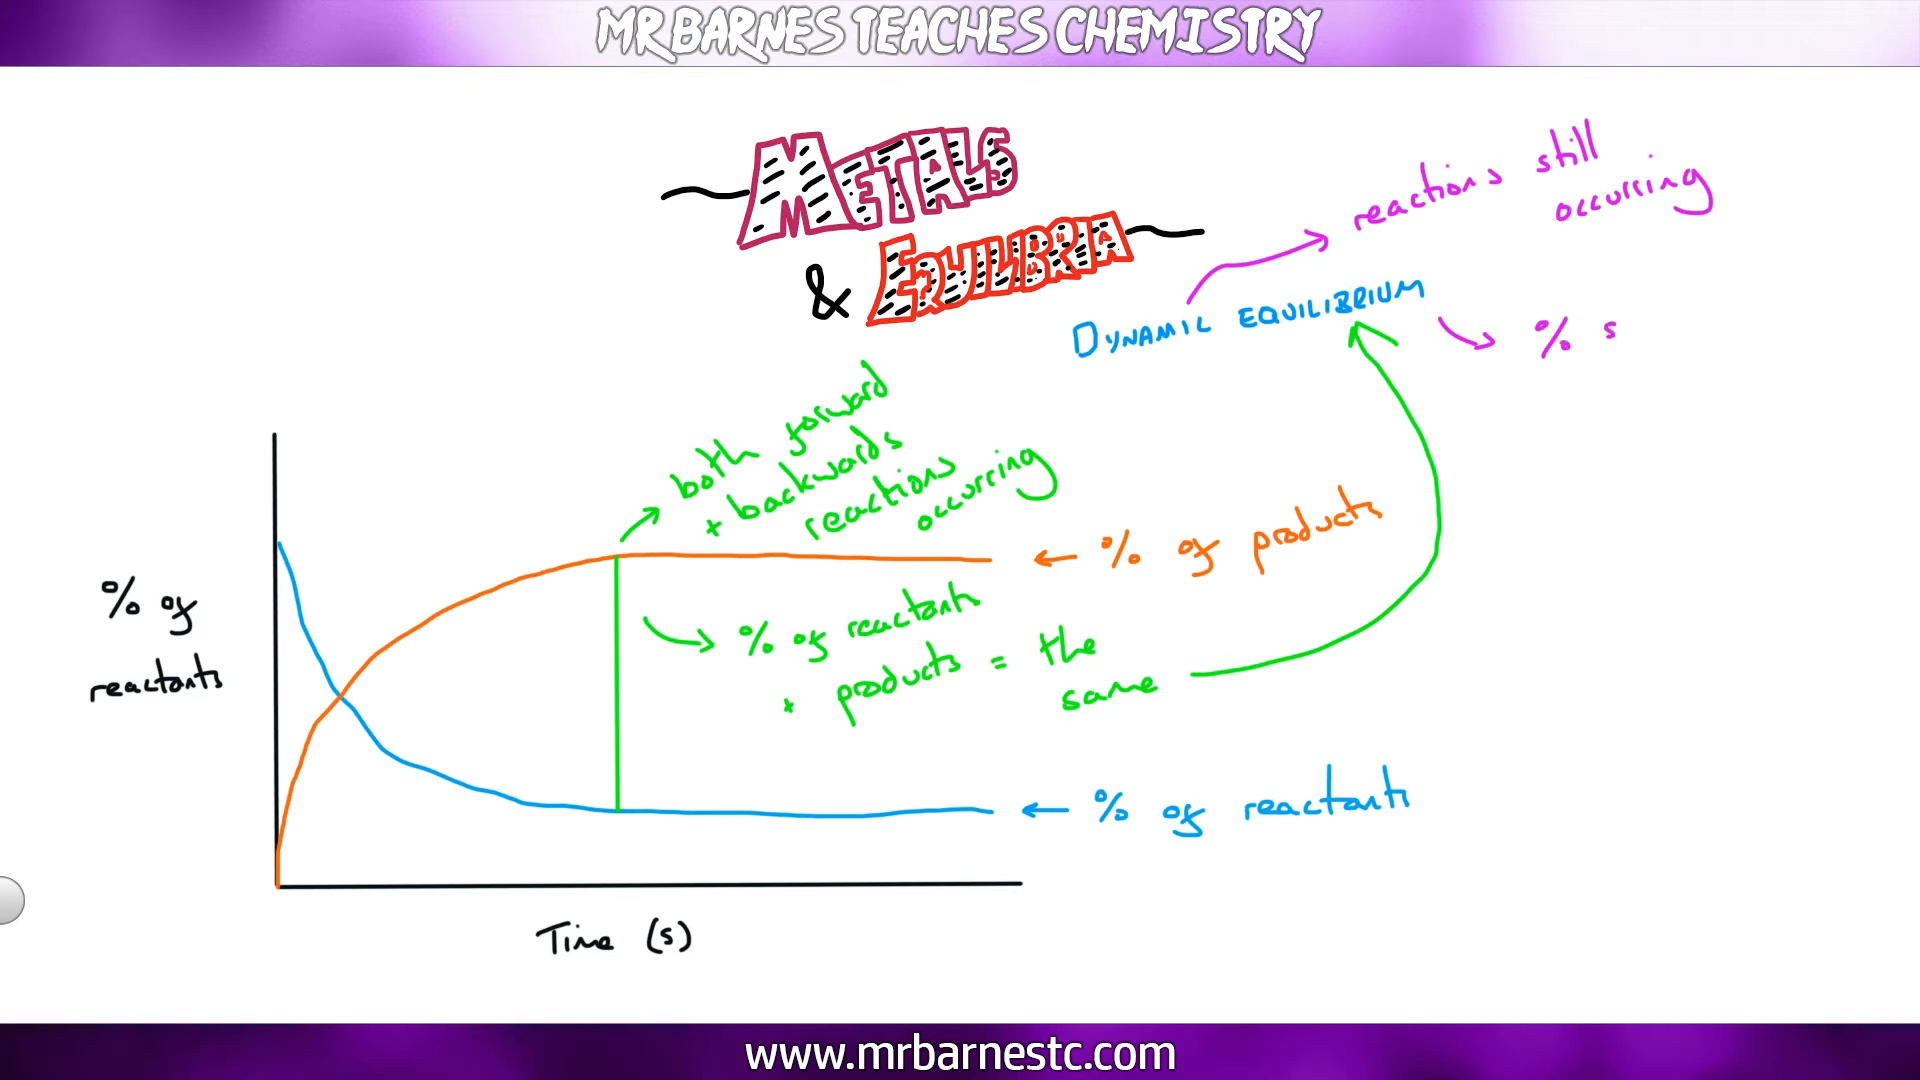 MR BARNES TEACHES CHEMISTRY
METALS
& EQUILIBRIA
reactions still
occurring
DYNAMIC EQUILIBRIUM
% s
both forward
+ backwards
reactions
occurring
% of products
% of
reactants
% of reactants
+ products = the
same
% of reactants
Time (s)
www.mrbarnestc.com